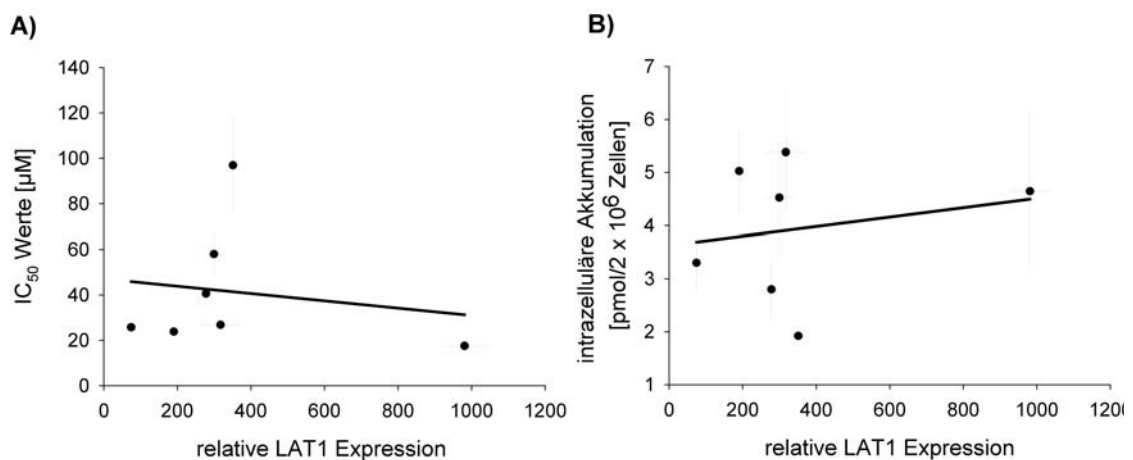 A)
IC50 Werte [µM]
140
120
100
80
60
40
20
0
0 200 400 600 800 1000 1200
relative LAT1 Expression
B)
intrazelluläre Akkumulation
[pmol/2 x 10⁶ Zellen]
7
6
5
4
3
2
1
0 200 400 600 800 1000
relative LAT1 Expression